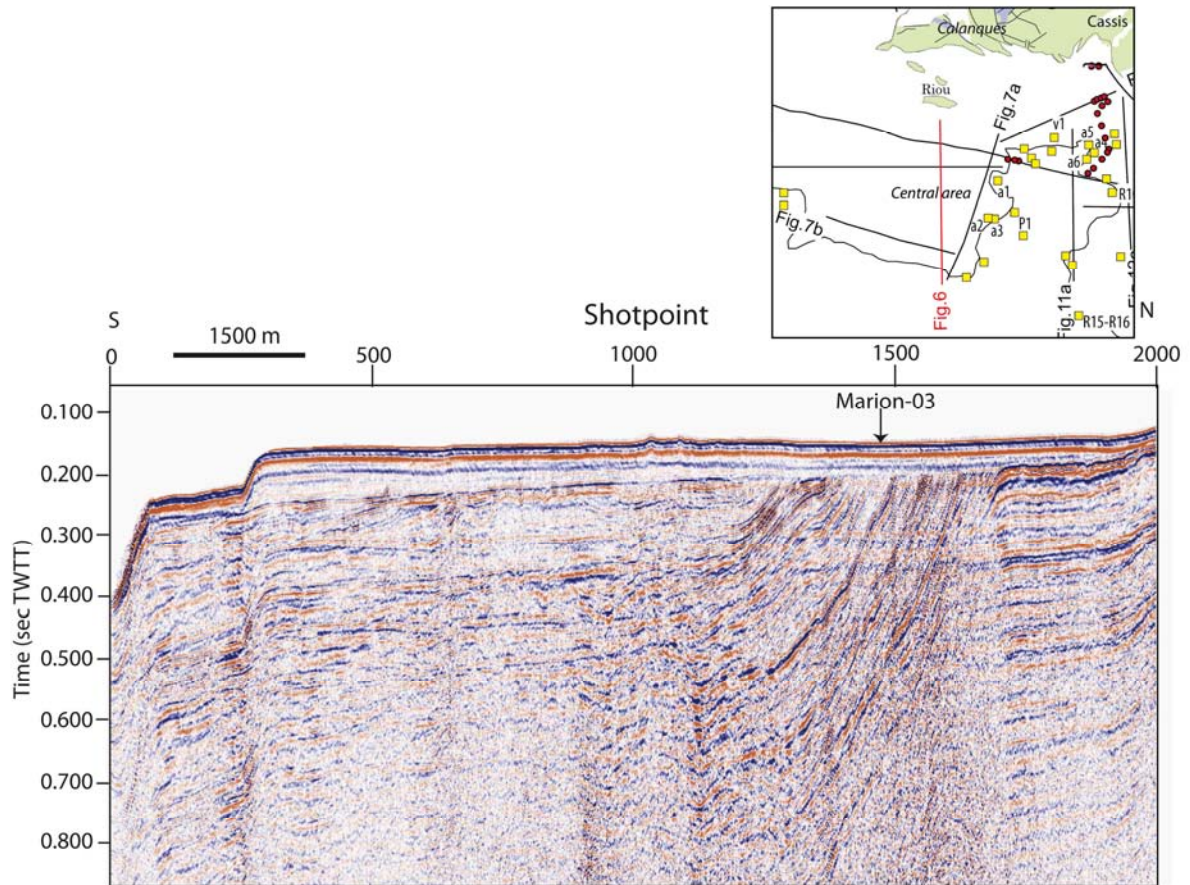 Cassis
Calanques
Riou
Fig.7a
v1
a5
a4
a6
Central area
a1
R1
Fig.7b
a2
a3
P1
Fig.6
Fig.11a
R15-R16
S
N
Shotpoint
1500 m
0
500
1000
1500
2000
Marion-03
Time (sec TWTT)
0.100
0.200
0.300
0.400
0.500
0.600
0.700
0.800